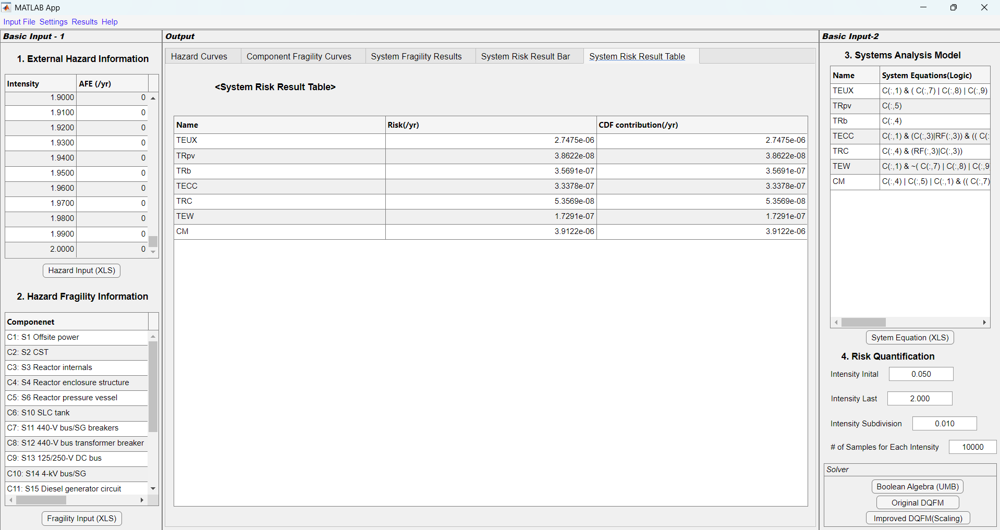 MATLAB App
Input File Settings Results Help
Basic Input - 1
1. External Hazard Information
Intensity AFE (/yr)
1.9000 0
1.9100 0
1.9200 0
1.9300 0
1.9400 0
1.9500 0
1.9600 0
1.9700 0
1.9800 0
1.9900 0
2.0000 0
Hazard Input (XLS)
2. Hazard Fragility Information
Componenet
C1: S1 Offsite power
C2: S2 CST
C3: S3 Reactor internals
C4: S4 Reactor enclosure structure
C5: S6 Reactor pressure vessel
C6: S10 SLC tank
C7: S11 440-V bus/SG breakers
C8: S12 440-V bus transformer breaker
C9: S13 125/250-V DC bus
C10: S14 4-kV bus/SG
C11: S15 Diesel generator circuit
Fragility Input (XLS)
Output
Hazard Curves Component Fragility Curves System Fragility Results System Risk Result Bar System Risk Result Table
<System Risk Result Table>
Name Risk(/yr) CDF contribution(/yr)
TEUX 2.7475e-06 2.7475e-06
TRpv 3.8622e-08 3.8622e-08
TRb 3.5691e-07 3.5691e-07
TECC 3.3378e-07 3.3378e-07
TRC 5.3569e-08 5.3569e-08
TEW 1.7291e-07 1.7291e-07
CM 3.9122e-06 3.9122e-06
Basic Input-2
3. Systems Analysis Model
Name System Equations(Logic)
TEUX C(:,1) & ( C(:,7) | C(:,8) | C(:,9)
TRpv C(:,5)
TRb C(:,4)
TECC C(:,1) & (C(:,3)|RF(:,3)) & (( C(:
TRC C(:,4) & (RF(:,3)|C(:,3))
TEW C(:,1) & ~( C(:,7) | C(:,8) | C(:,9
CM C(:,4) | C(:,5) | C(:,1) & (( C(:,7)
Sytem Equation (XLS)
4. Risk Quantification
Intensity Inital 0.050
Intensity Last 2.000
Intensity Subdivision 0.010
# of Samples for Each Intensity 10000
Solver
Boolean Algebra (UMB)
Original DQFM
Improved DQFM(Scaling)